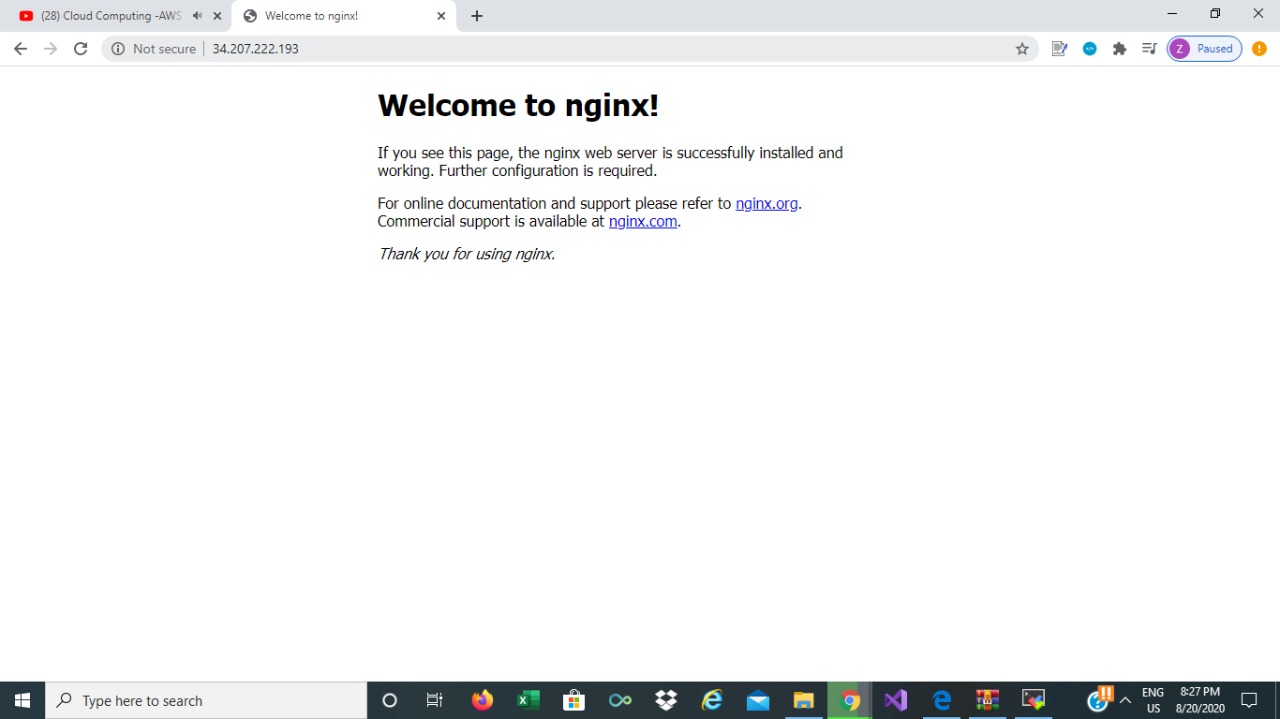 (28) Cloud Computing -AWS
Welcome to nginx!
Not secure
34.207.222.193
Z Paused
Welcome to nginx!
If you see this page, the nginx web server is successfully installed and
working. Further configuration is required.
For online documentation and support please refer to nginx.org.
Commercial support is available at nginx.com.
Thank you for using nginx.
Type here to search
ENG
US
8:27 PM
8/20/2020